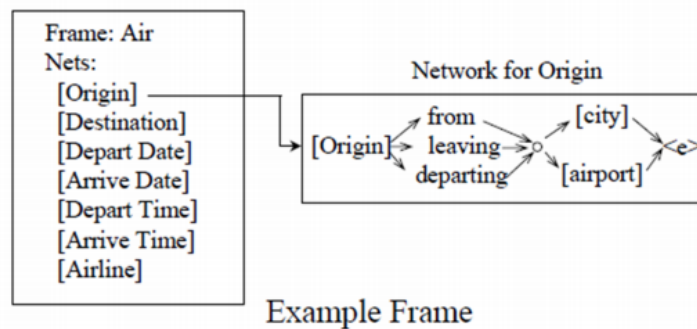 Frame: Air
Nets:
[Origin]
[Destination]
[Depart Date]
[Arrive Date]
[Depart Time]
[Arrive Time]
[Airline]
Network for Origin
[Origin]
from
leaving
departing
[city]
[airport]
<e>
Example Frame